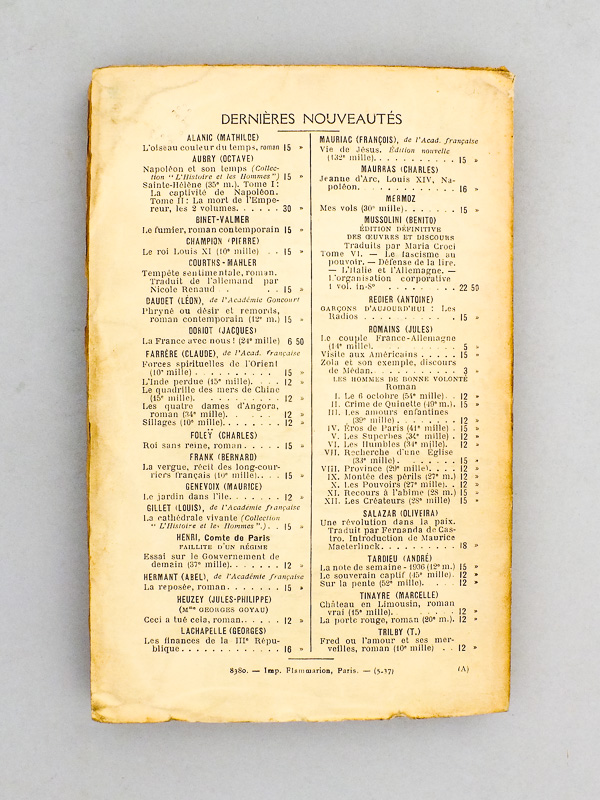 DERNIÈRES NOUVEAUTÉS
ALANIC (MATHILDE)
L'oiseau couleur du temps, roman 15 »
AUBRY (OCTAVE)
Napoléon et son temps (Collec-
tion " L'Histoire et les Hommes ") 15 »
Sainte-Hélène (35e m.). Tome I :
La captivité de Napoléon.
Tome II : La mort de l'Empe-
reur, les 2 volumes. . . . . . 30 »
BINET-VALMER
Le fumier, roman contemporain 15 »
CHAMPION (PIERRE)
Le roi Louis XI (10e mille) . . 15 »
COURTHS-MAHLER
Tempête sentimentale, roman.
Traduit de l'allemand par
Nicole Renaud . . . . 15 »
DAUDET (LÉON), de l'Académie Goncourt
Phryné ou désir et remords,
roman contemporain (12e m.) 15 »
DORIOT (JACQUES)
La France avec nous ! (24e mille) 6 50
FARRÈRE (CLAUDE), de l'Acad. française
Forces spirituelles de l'Orient
(10e mille) . . . . . . . . . 15 »
L'Inde perdue (15e mille). . . . 12 »
Le quadrille des mers de Chine
(15e mille). . . . . . . . . . 12 »
Les quatre dames d'Angora,
roman (34e mille). . . . . . 12 »
Sillages (10e mille). . . . . . . 12 »
FOLEŸ (CHARLES)
Roi sans reine, roman. . . . . . 15 »
FRANK (BERNARD)
La vergue, récit des long-cour-
riers français (10e mille). . . . 15 »
GENEVOIX (MAURICE)
Le jardin dans l'île. . . . . . . 12 »
GILLET (LOUIS), de l'Académie française
La cathédrale vivante (Collection
" L'Histoire et les Hommes "). . 15 »
HENRI, Comte de Paris
FAILLITE D'UN RÉGIME
Essai sur le Gouvernement de
demain (37e mille). . . . . . . 12 »
HERMANT (ABEL), de l'Académie française
La reposée, roman. . . . . . . . 15 »
HEUZEY (JULES-PHILIPPE)
(Mme GEORGES GOYAU)
Ceci a tué cela, roman. . . . . . 12 »
LACHAPELLE (GEORGES)
Les finances de la IIIe Répu-
blique. . . . . . . . . . . . . 16 »
MAURIAC (FRANÇOIS), de l'Acad. française
Vie de Jésus. Édition nouvelle
(132e mille). . . . . . . . . . 15 »
MAURRAS (CHARLES)
Jeanne d'Arc, Louis XIV, Na-
poléon. . . . . . . . . . . . . 16 »
MERMOZ
Mes vols (30e mille). . . . . . . 15 »
MUSSOLINI (BENITO)
ÉDITION DÉFINITIVE
DES ŒUVRES ET DISCOURS
Traduits par Maria Croci
Tome VI. — Le fascisme au
pouvoir. — Défense de la lire.
— L'Italie et l'Allemagne. —
L'organisation corporative
1 vol. in-8° . . . . . . . . . 22 50
REDIER (ANTOINE)
GARÇONS D'AUJOURD'HUI : Les
Radios . . . . . . . . . . . . 15 »
ROMAINS (JULES)
Le couple France-Allemagne
(14e mille). . . . . . . . . . 5 »
Visite aux Américains . . . . . 15 »
Zola et son exemple, discours
de Médan. . . . . . . . . . . 3 »
LES HOMMES DE BONNE VOLONTÉ
Roman
I. Le 6 octobre (54e mille) . . 12 »
II. Crime de Quinette (49e m.). 15 »
III. Les amours enfantines
(39e mille) . . . . . . . . . 12 »
IV. Éros de Paris (41e mille) . 15 »
V. Les Superbes (36e mille) . 12 »
VI. Les Humbles (34e mille). 12 »
VII. Recherche d'une Église
(33e mille) . . . . . . . . . 15 »
VIII. Province (29e mille). . . . 12 »
IX. Montée des périls (27e m.) 12 »
X. Les Pouvoirs (27e mille). . 12 »
XI. Recours à l'abîme (28e m.) 15 »
XII. Les Créateurs (28e mille) 15 »
SALAZAR (OLIVEIRA)
Une révolution dans la paix.
Traduit par Fernanda de Cas-
tro. Introduction de Maurice
Maeterlinck. . . . . . . . . . 18 »
TARDIEU (ANDRÉ)
La note de semaine - 1936 (12e m.) 15 »
Le souverain captif (45e mille) 12 »
Sur la pente (52e mille). . . . . 12 »
TINAYRE (MARCELLE)
Château en Limousin, roman
vrai (15e mille). . . . . . . . 12 »
La porte rouge, roman (20e m.). 12 »
TRILBY (T.)
Fred ou l'amour et ses mer-
veilles, roman (10e mille) . . 12 »
8380. — Imp. Flammarion, Paris. — (5-37) (A)